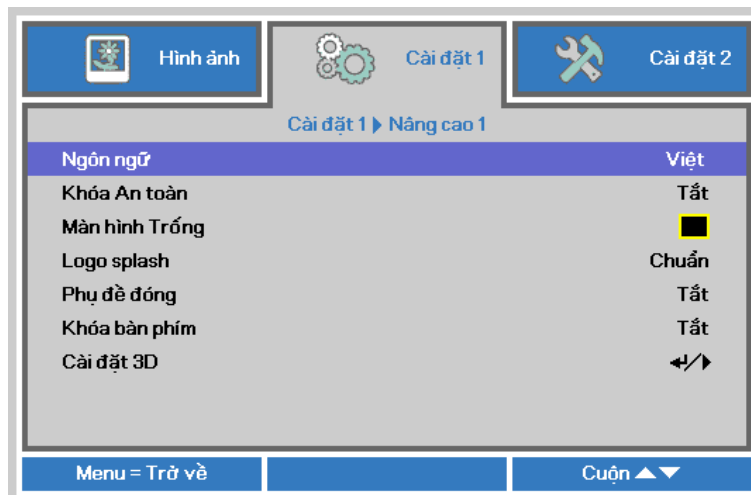 Hình ảnh Cài đặt 1 Cài đặt 2
Cài đặt 1 ▶ Nâng cao 1
Ngôn ngữ Việt
Khóa An toàn Tắt
Màn hình Trống
Logo splash Chuẩn
Phụ đề đóng Tắt
Khóa bàn phím Tắt
Cài đặt 3D ↵/▶
Menu = Trở về Cuộn ▲▼